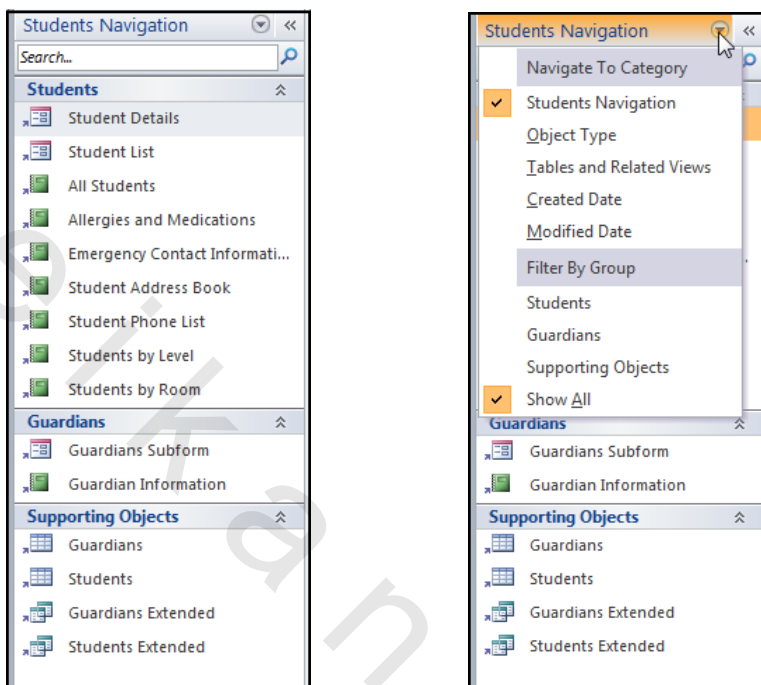 Students Navigation
Search...
Students
Student Details
Student List
All Students
Allergies and Medications
Emergency Contact Informati...
Student Address Book
Student Phone List
Students by Level
Students by Room
Guardians
Guardians Subform
Guardian Information
Supporting Objects
Guardians
Students
Guardians Extended
Students Extended
Students Navigation
Navigate To Category
Students Navigation
Object Type
Tables and Related Views
Created Date
Modified Date
Filter By Group
Students
Guardians
Supporting Objects
Show All
Guardians
Guardians Subform
Guardian Information
Supporting Objects
Guardians
Students
Guardians Extended
Students Extended
e i k a n